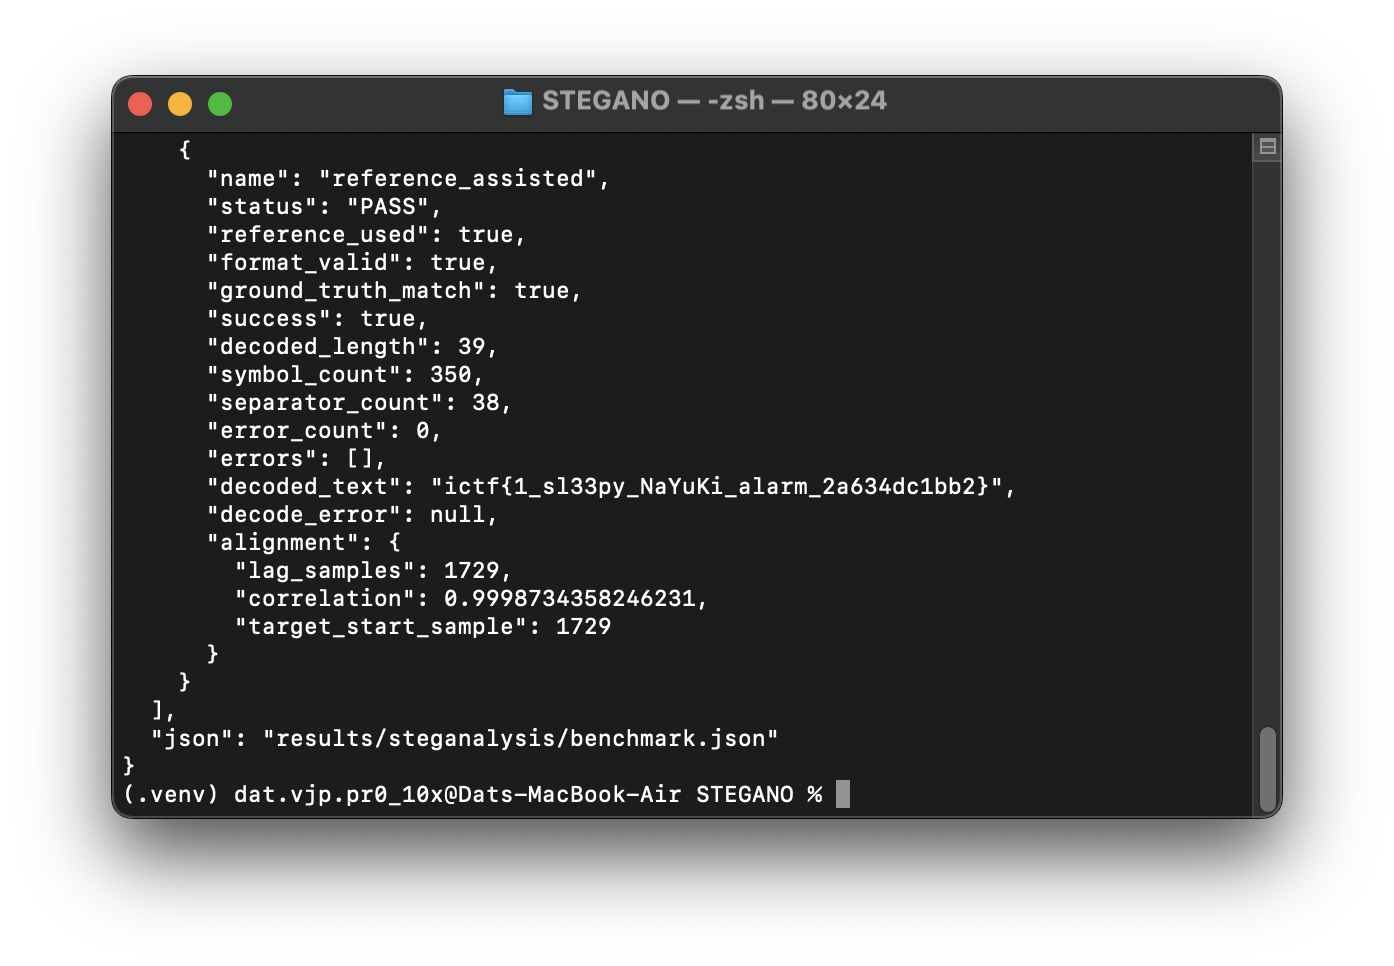 STEGANO — -zsh — 80×24
{
"name": "reference_assisted",
"status": "PASS",
"reference_used": true,
"format_valid": true,
"ground_truth_match": true,
"success": true,
"decoded_length": 39,
"symbol_count": 350,
"separator_count": 38,
"error_count": 0,
"errors": [],
"decoded_text": "ictf{1_sl33py_NaYuKi_alarm_2a634dc1bb2}",
"decode_error": null,
"alignment": {
"lag_samples": 1729,
"correlation": 0.9998734358246231,
"target_start_sample": 1729
}
}
],
"json": "results/steganalysis/benchmark.json"
}
(.venv) dat.vjp.pr0_10x@Dats-MacBook-Air STEGANO %